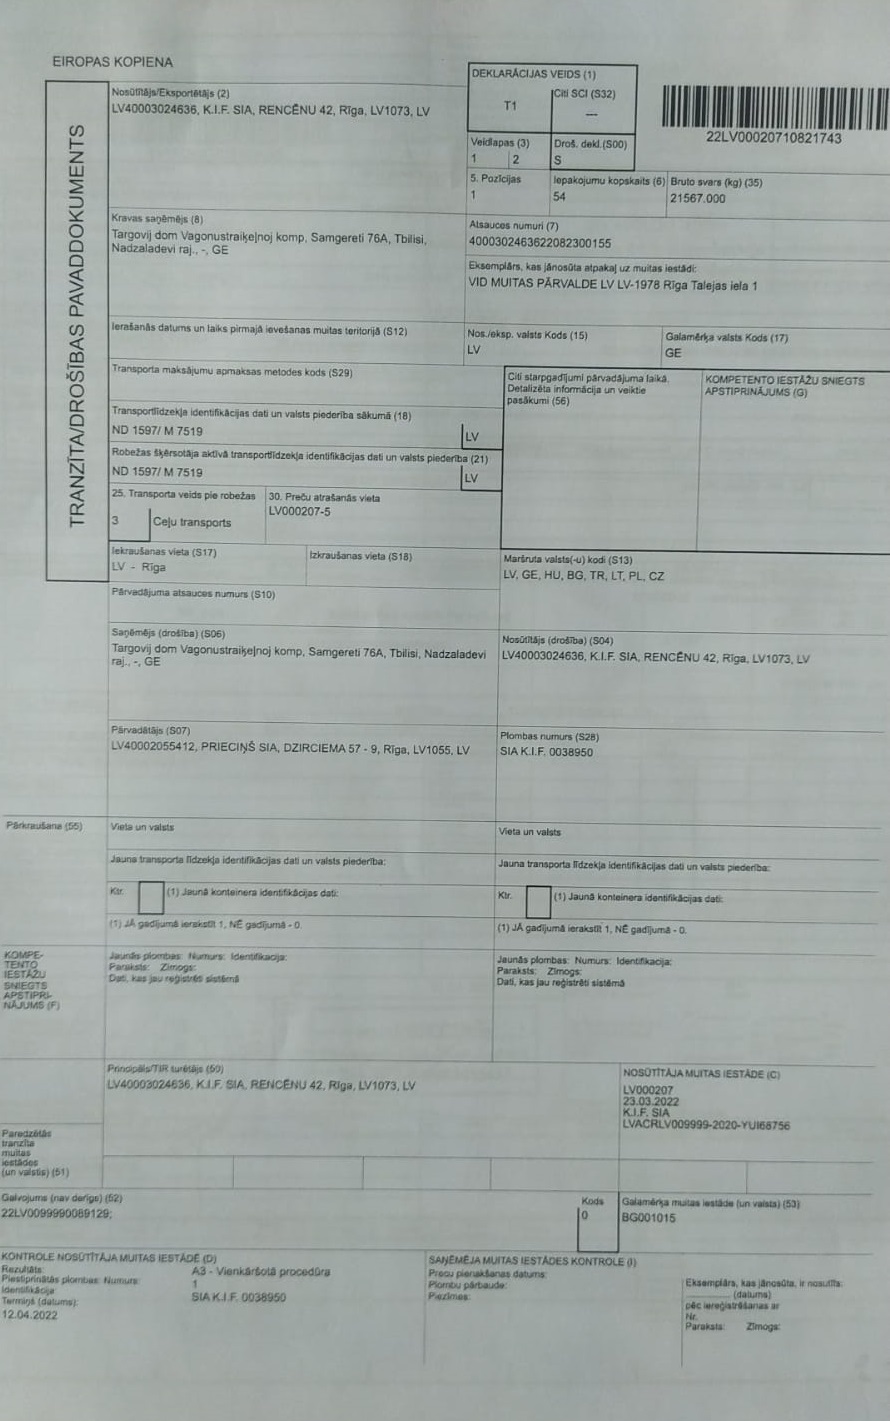 EIROPAS KOPIENA
TRANZĪTA/DROŠĪBAS PAVADDOKUMENTS
Nosūtītājs/Eksportētājs (2)
LV40003024636, K.I.F. SIA, RENCĒNU 42, Rīga, LV1073, LV
DEKLARĀCIJAS VEIDS (1)
T1
Citi SCI (S32)
---
22LV00020710821743
Veidlapas (3)
1 2
Droš. dekl.(S00)
S
5. Pozīcijas
1
Iepakojumu kopskaits (6)
54
Bruto svars (kg) (35)
21567.000
Kravas saņēmējs (8)
Targovij dom Vagonustraiķeļnoj komp, Samgereti 76A, Tbilisi,
Nadzaladevi raj., -, GE
Atsauces numuri (7)
4000302463622082300155
Eksemplārs, kas jānosūta atpakaļ uz muitas iestādi:
VID MUITAS PĀRVALDE LV LV-1978 Rīga Talejas iela 1
Ierašanās datums un laiks pirmajā ievešanas muitas teritorijā (S12)
Nos./eksp. valsts Kods (15)
LV
Galamērķa valsts Kods (17)
GE
Transporta maksājumu apmaksas metodes kods (S29)
Citi starpgadījumi pārvadājuma laikā.
Detalizēta informācija un veiktie
pasākumi (56)
KOMPETENTO IESTĀŽU SNIEGTS
APSTIPRINĀJUMS (G)
Transportlīdzekļa identifikācijas dati un valsts piederība sākumā (18)
ND 1597/ M 7519
LV
Robežas šķērsotāja aktīvā transportlīdzekļa identifikācijas dati un valsts piederība (21)
ND 1597/ M 7519
LV
25. Transporta veids pie robežas
3 Ceļu transports
30. Preču atrašanās vieta
LV000207-5
Iekraušanas vieta (S17)
LV - Rīga
Izkraušanas vieta (S18)
Maršruta valsts(-u) kodi (S13)
LV, GE, HU, BG, TR, LT, PL, CZ
Pārvadājuma atsauces numurs (S10)
Saņēmējs (drošība) (S06)
Targovij dom Vagonustraiķeļnoj komp, Samgereti 76A, Tbilisi, Nadzaladevi
raj., -, GE
Nosūtītājs (drošība) (S04)
LV40003024636, K.I.F. SIA, RENCĒNU 42, Rīga, LV1073, LV
Pārvadātājs (S07)
LV40002055412, PRIECIŅŠ SIA, DZIRCIEMA 57 - 9, Rīga, LV1055, LV
Plombas numurs (S28)
SIA K.I.F. 0038950
Pārkraušana (55)
Vieta un valsts
Vieta un valsts
Jauna transporta līdzekļa identifikācijas dati un valsts piederība:
Jauna transporta līdzekļa identifikācijas dati un valsts piederība:
Ktr. (1) Jaunā konteinera identifikācijas dati:
Ktr. (1) Jaunā konteinera identifikācijas dati:
(1) JĀ gadījumā ierakstīt 1, NĒ gadījumā - 0.
(1) JĀ gadījumā ierakstīt 1, NĒ gadījumā - 0.
KOMPE-
TENTO
IESTĀŽU
SNIEGTS
APSTIPRI-
NĀJUMS (F)
Jaunās plombas: Numurs: Identifikācija:
Paraksts: Zīmogs:
Dati, kas jau reģistrēti sistēmā
Jaunās plombas: Numurs: Identifikācija:
Paraksts: Zīmogs:
Dati, kas jau reģistrēti sistēmā
Principāls/TIR turētājs (50)
LV40003024636, K.I.F. SIA, RENCĒNU 42, Rīga, LV1073, LV
NOSŪTĪTĀJA MUITAS IESTĀDE (C)
LV000207
23.03.2022
K.I.F. SIA
LVACRLV009999-2020-YUI68756
Paredzētās
tranzīta
muitas
iestādes
(un valstis) (51)
Galvojums (nav derīgs) (52)
22LV0099990089129;
Kods
0
Galamērķa muitas iestāde (un valsts) (53)
BG001015
KONTROLE NOSŪTĪTĀJA MUITAS IESTĀDĒ (D)
Rezultāts: A3 - Vienkāršotā procedūra
Piestiprinātās plombas: Numurs: 1
Identifikācija SIA K.I.F. 0038950
Termiņš (datums):
12.04.2022
SAŅĒMĒJA MUITAS IESTĀDES KONTROLE (I)
Preču pienākšanas datums:
Plombu pārbaude:
Piezīmes:
Eksemplārs, kas jānosūta, ir nosūtīts:
(datums)
pēc iereģistrēšanas ar
Nr.
Paraksts: Zīmogs: